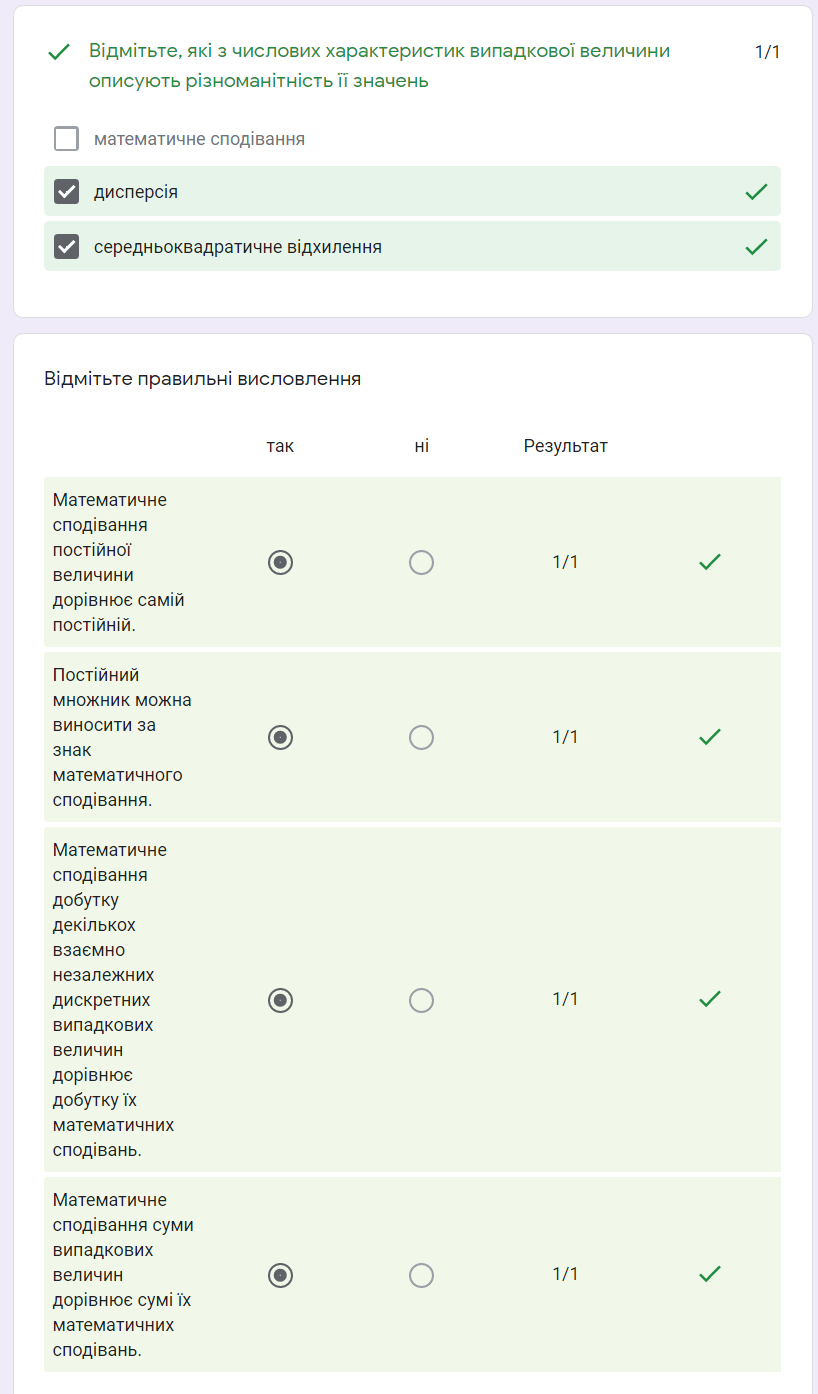 Відмітьте, які з числових характеристик випадкової величини 1/1
описують різноманітність її значень
математичне сподівання
дисперсія
середньоквадратичне відхилення
Відмітьте правильні висловлення
так ні Результат
Математичне
сподівання
постійної
величини
дорівнює самій
постійній.
1/1
Постійний
множник можна
виносити за
знак
математичного
сподівання.
1/1
Математичне
сподівання
добутку
декількох
взаємно
незалежних
дискретних
випадкових
величин
дорівнює
добутку їх
математичних
сподівань.
1/1
Математичне
сподівання суми
випадкових
величин
дорівнює сумі їх
математичних
сподівань.
1/1